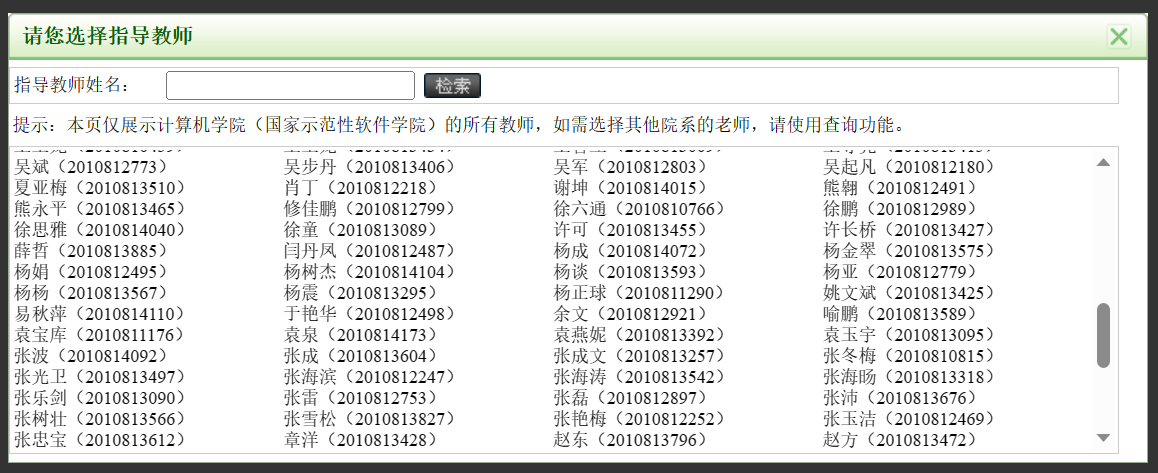 请您选择指导教师
指导教师姓名： 检索
提示：本页仅展示计算机学院（国家示范性软件学院）的所有教师，如需选择其他院系的老师，请使用查询功能。
吴斌（2010812773） 吴步丹（2010813406） 吴军（2010812803） 吴起凡（2010812180）
夏亚梅（2010813510） 肖丁（2010812218） 谢坤（2010814015） 熊翱（2010812491）
熊永平（2010813465） 修佳鹏（2010812799） 徐六通（2010810766） 徐鹏（2010812989）
徐思雅（2010814040） 徐童（2010813089） 许可（2010813455） 许长桥（2010813427）
薛哲（2010813885） 闫丹凤（2010812487） 杨成（2010814072） 杨金翠（2010813575）
杨娟（2010812495） 杨树杰（2010814104） 杨谈（2010813593） 杨亚（2010812779）
杨杨（2010813567） 杨震（2010813295） 杨正球（2010811290） 姚文斌（2010813425）
易秋萍（2010814110） 于艳华（2010812498） 余文（2010812921） 喻鹏（2010813589）
袁宝库（2010811176） 袁泉（2010814173） 袁燕妮（2010813392） 袁玉宇（2010813095）
张波（2010814092） 张成（2010813604） 张成文（2010813257） 张冬梅（2010810815）
张光卫（2010813497） 张海滨（2010812247） 张海涛（2010813542） 张海旸（2010813318）
张乐剑（2010813090） 张雷（2010812753） 张磊（2010812897） 张沛（2010813676）
张树壮（2010813566） 张雪松（2010813827） 张艳梅（2010812252） 张玉洁（2010812469）
张忠宝（2010813612） 章洋（2010813428） 赵东（2010813796） 赵方（2010813472）